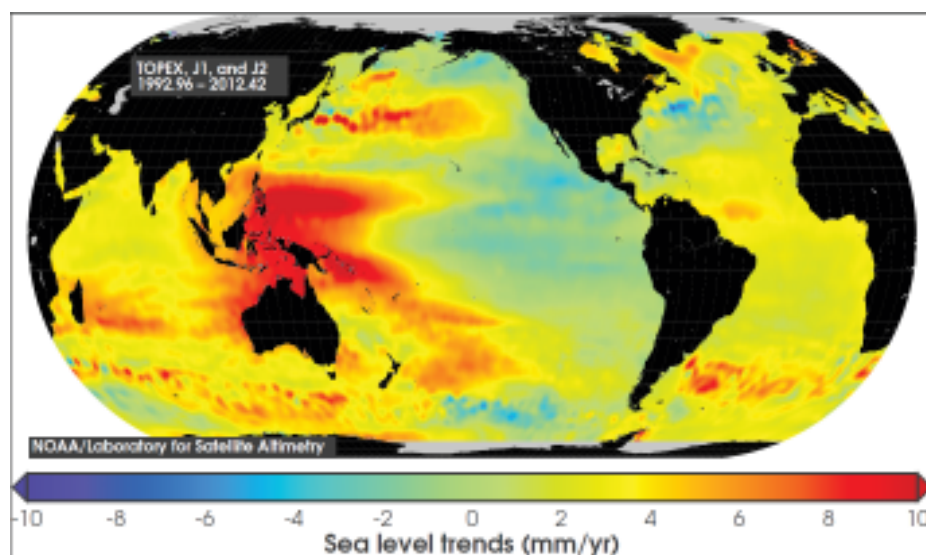 TOPEX, J1, and J2
1992.96 – 2012.42
NOAA/Laboratory for Satellite Altimetry
-10 -8 -6 -4 -2 0 2 4 6 8 10
Sea level trends (mm/yr)